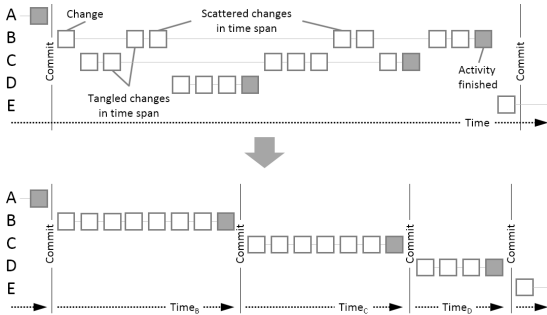 A
Change
Scattered changes
in time span
B
Commit
Commit
C
D
Tangled changes
in time span
Activity
finished
E
Time
A
B
Commit
Commit
Commit
Commit
C
D
E
TimeB
TimeC
TimeD